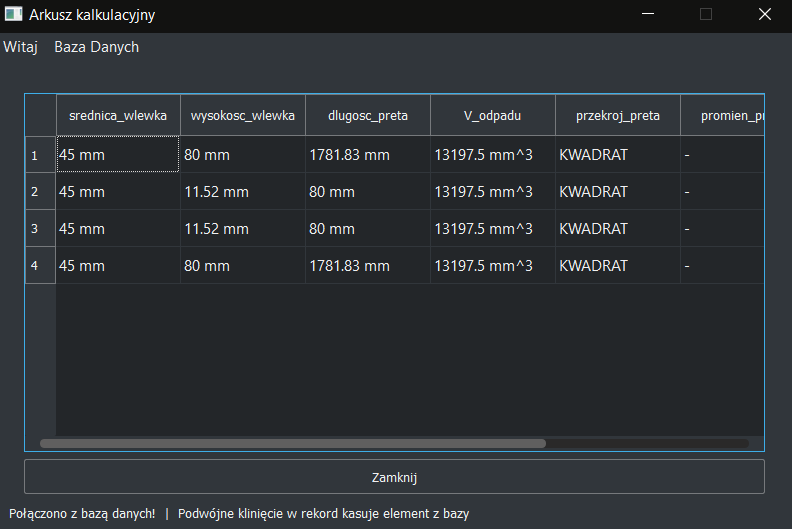 Arkusz kalkulacyjny
Witaj Baza Danych
srednica_wlewka wysokosc_wlewka dlugosc_preta V_odpadu przekroj_preta promien_pr
1 45 mm 80 mm 1781.83 mm 13197.5 mm^3 KWADRAT -
2 45 mm 11.52 mm 80 mm 13197.5 mm^3 KWADRAT -
3 45 mm 11.52 mm 80 mm 13197.5 mm^3 KWADRAT -
4 45 mm 80 mm 1781.83 mm 13197.5 mm^3 KWADRAT -
Zamknij
Połączono z bazą danych! | Podwójne klinięcie w rekord kasuje element z bazy